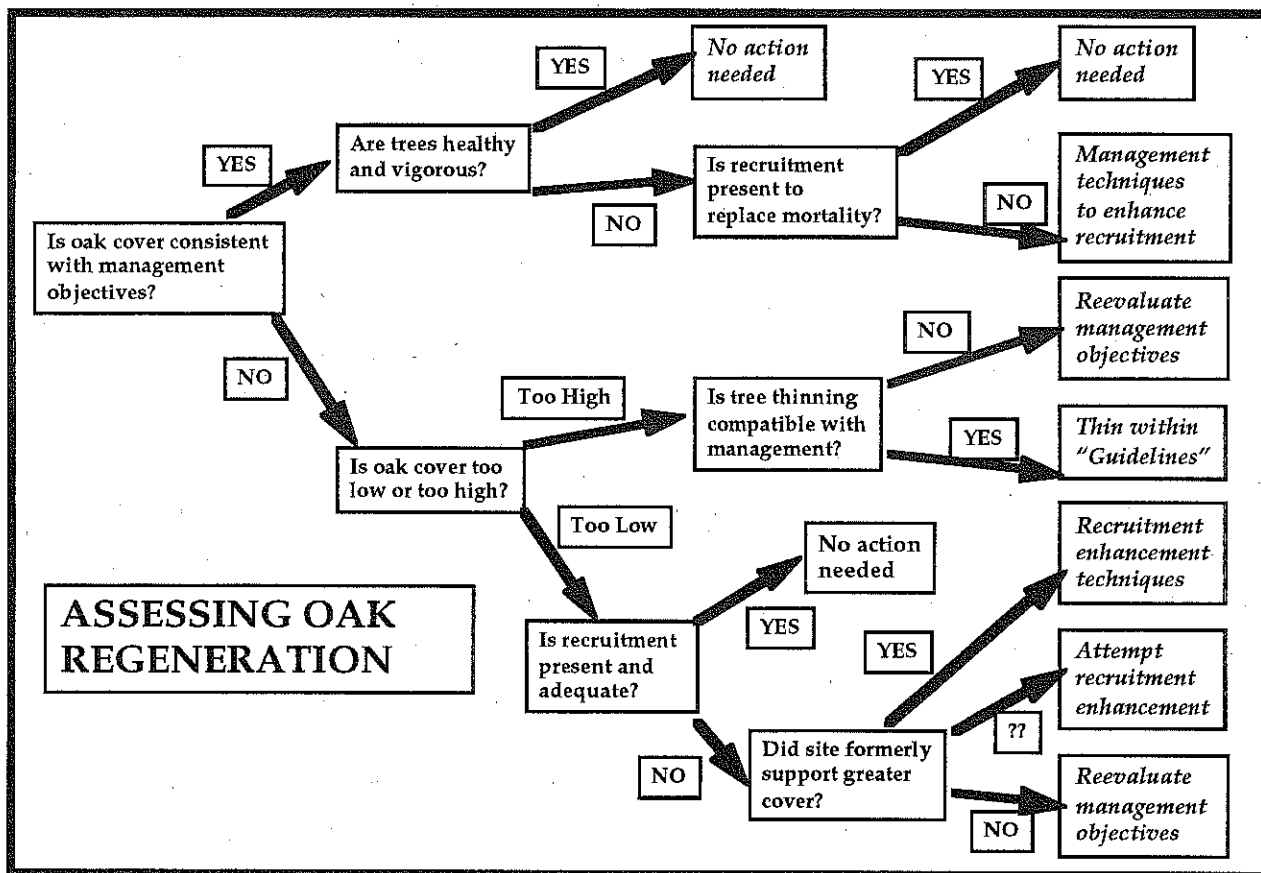 YES
No action
needed
YES
No action
needed
YES
Are trees healthy
and vigorous?
NO
Is recruitment
present to
replace mortality?
NO
Management
techniques
to enhance
recruitment
Is oak cover consistent
with management
objectives?
NO
Is oak cover too
low or too high?
Too High
Is tree thinning
compatible with
management?
NO
Reevaluate
management
objectives
YES
Thin within
"Guidelines"
Too Low
Is recruitment
present and
adequate?
YES
No action
needed
NO
Did site formerly
support greater
cover?
YES
Recruitment
enhancement
techniques
??
Attempt
recruitment
enhancement
NO
Reevaluate
management
objectives
ASSESSING OAK
REGENERATION